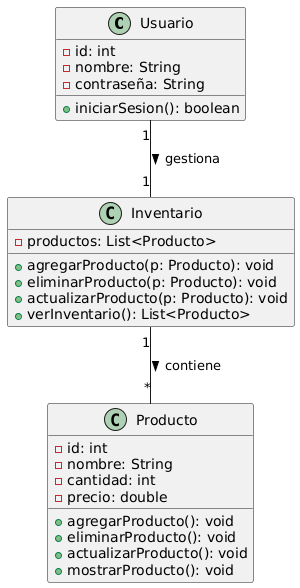 C Usuario
id: int
nombre: String
contraseña: String
iniciarSesion(): boolean
1
gestiona
1
C Inventario
productos: List<Producto>
agregarProducto(p: Producto): void
eliminarProducto(p: Producto): void
actualizarProducto(p: Producto): void
verInventario(): List<Producto>
1
contiene
*
C Producto
id: int
nombre: String
cantidad: int
precio: double
agregarProducto(): void
eliminarProducto(): void
actualizarProducto(): void
mostrarProducto(): void